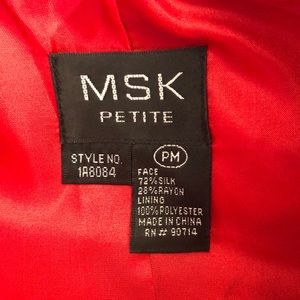 MSK
PETITE
STYLE NO.
1A8084
PM
FACE
72% SILK
28% RAYON
LINING
100% POLYESTER
MADE IN CHINA
RN# 90714